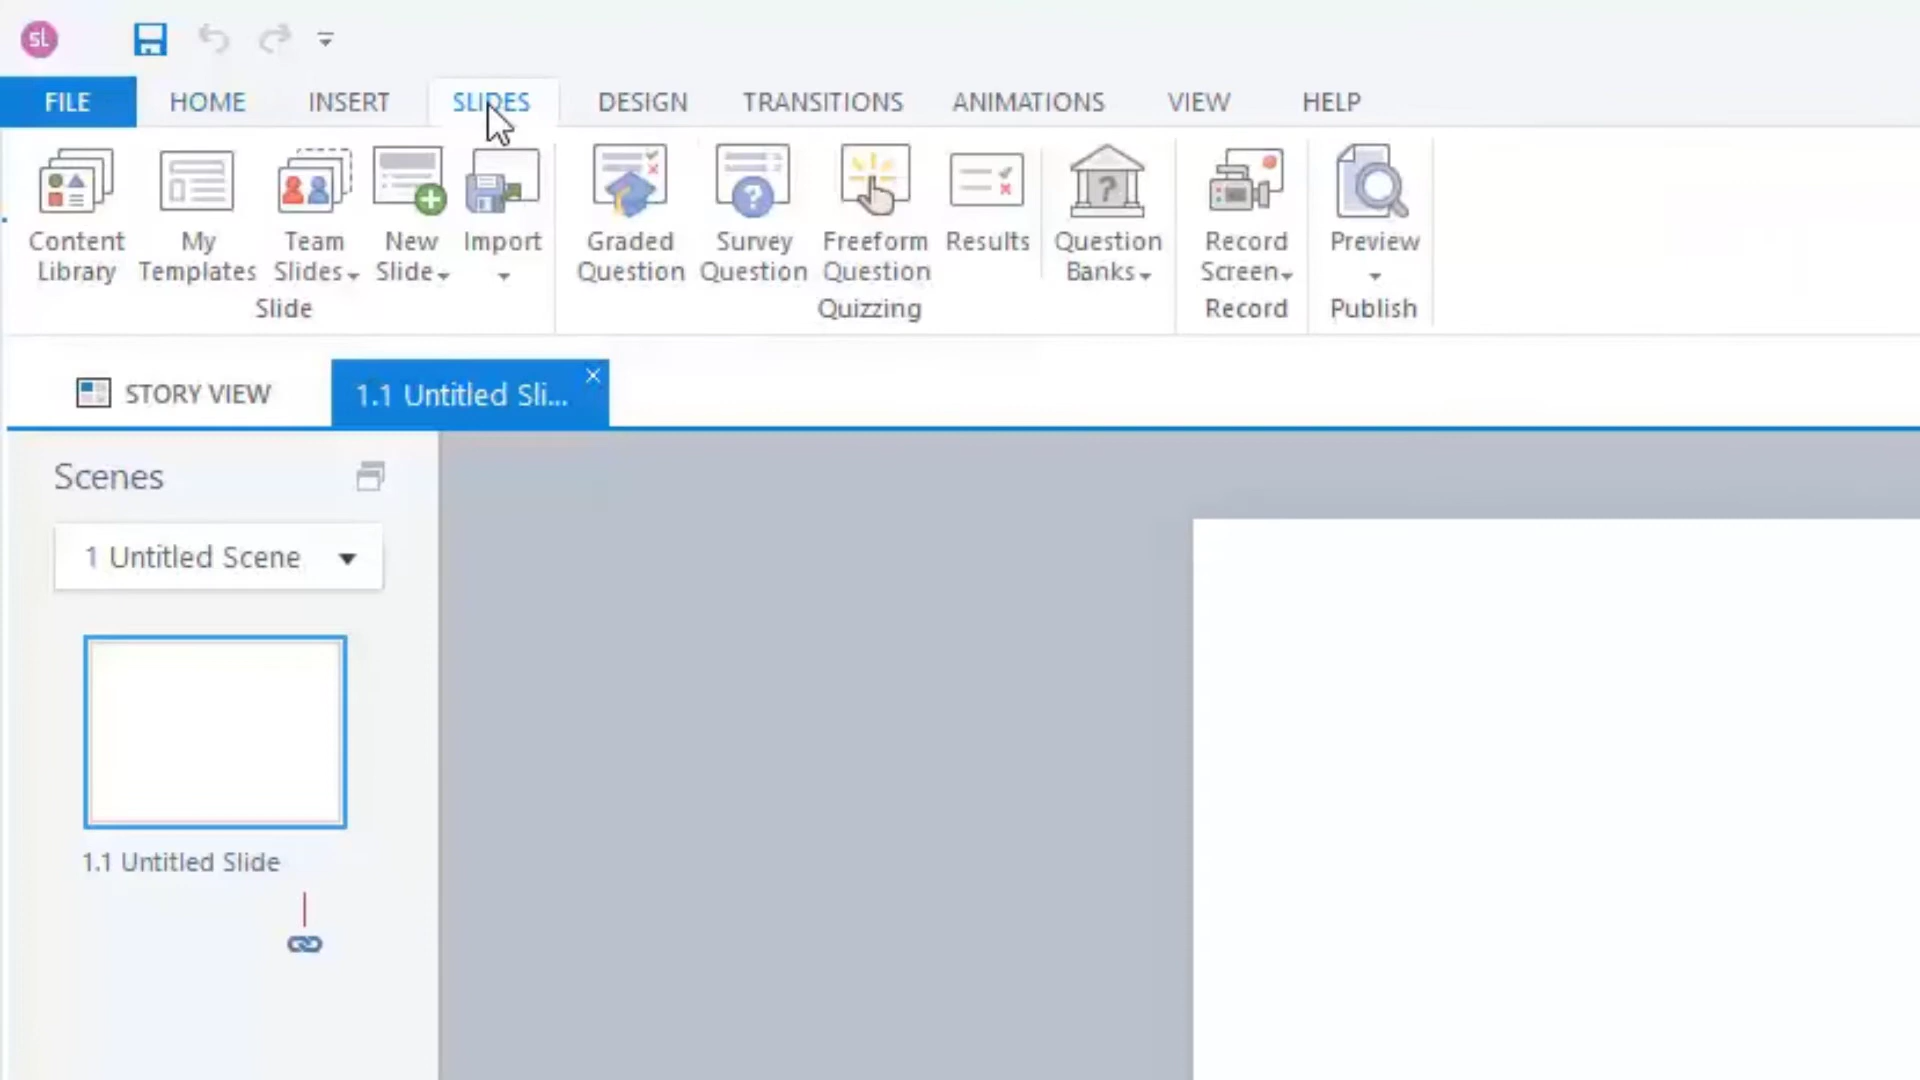 sL
FILE HOME INSERT SLIDES DESIGN TRANSITIONS ANIMATIONS VIEW HELP
Content Library
My Templates
Team Slides
New Slide
Import
Slide
Graded Question
Survey Question
Freeform Question
Results
Question Banks
Quizzing
Record Screen
Record
Preview
Publish
STORY VIEW
1.1 Untitled Sli...
Scenes
1 Untitled Scene
1.1 Untitled Slide